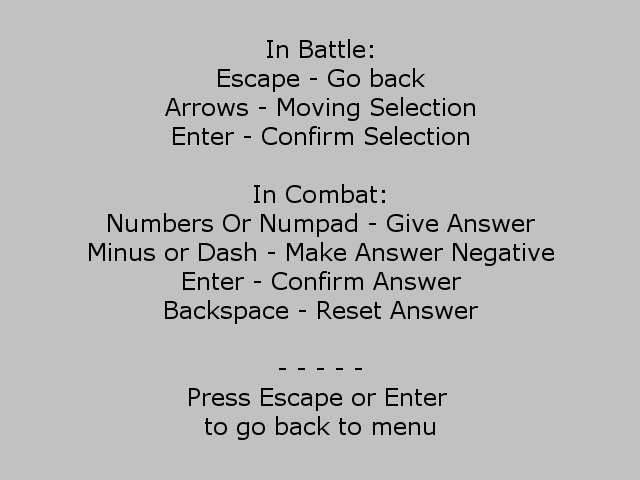 In Battle:
Escape - Go back
Arrows - Moving Selection
Enter - Confirm Selection
In Combat:
Numbers Or Numpad - Give Answer
Minus or Dash - Make Answer Negative
Enter - Confirm Answer
Backspace - Reset Answer
- - - - -
Press Escape or Enter
to go back to menu